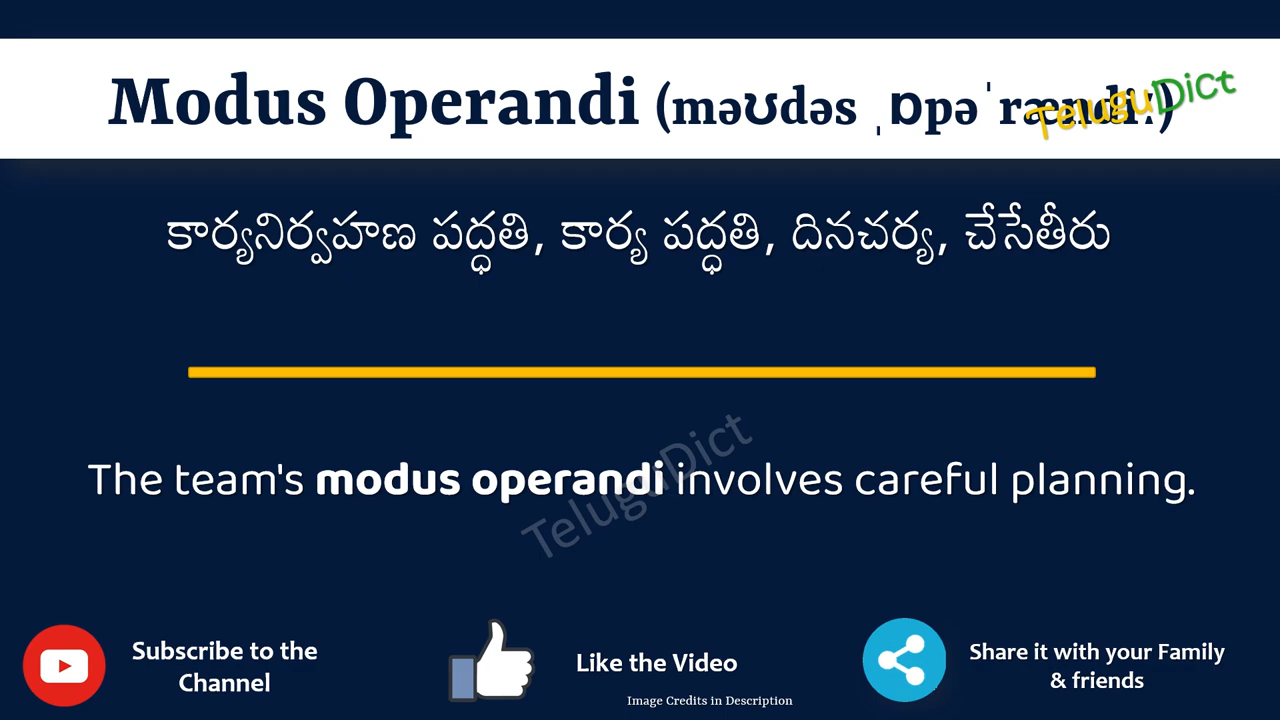 Modus Operandi (məʊdəs ˌɒpəˈrændiː)
TeluguDict
కార్యనిర్వహణ పద్ధతి, కార్య పద్ధతి, దినచర్య, చేసేతీరు
The team's modus operandi involves careful planning.
TeluguDict
Subscribe to the
Channel
Like the Video
Share it with your Family
& friends
Image Credits in Description